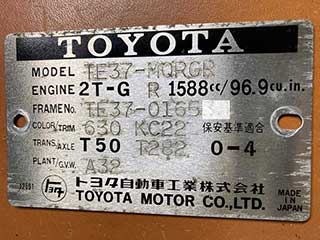 TOYOTA
MODEL TE37-MQRGR
ENGINE 2T-G R 1588cc/96.9cu.in.
FRAME NO. TE37-0165
COLOR/TRIM 630 KC22 保安基準適合
TRANS/AXLE T50 T282 0-4
PLANT/G.V.W. A32
トヨタ自動車工業株式会社
TOYOTA MOTOR CO.,LTD.
MADE IN JAPAN